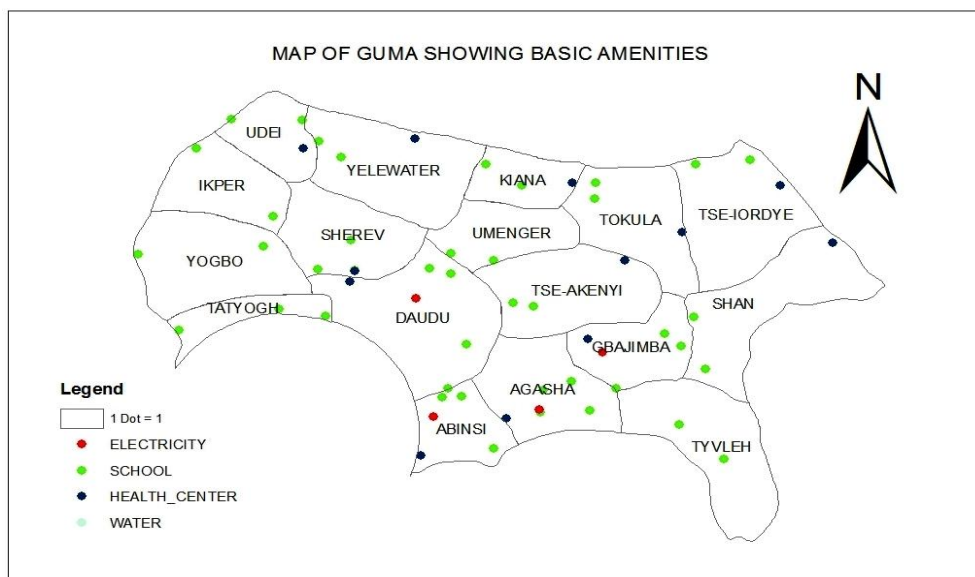 MAP OF GUMA SHOWING BASIC AMENITIES
N
UDEI
YELEWATER
KIANA
IKPER
TOKULA
TSE-IORDYE
SHEREV
UMENGER
YOGBO
TSE-AKENYI
TATYOGH
SHAN
DAUDU
GBAJIMBA
AGASHA
ABINSI
TYVLEH
Legend
1 Dot = 1
ELECTRICITY
SCHOOL
HEALTH_CENTER
WATER